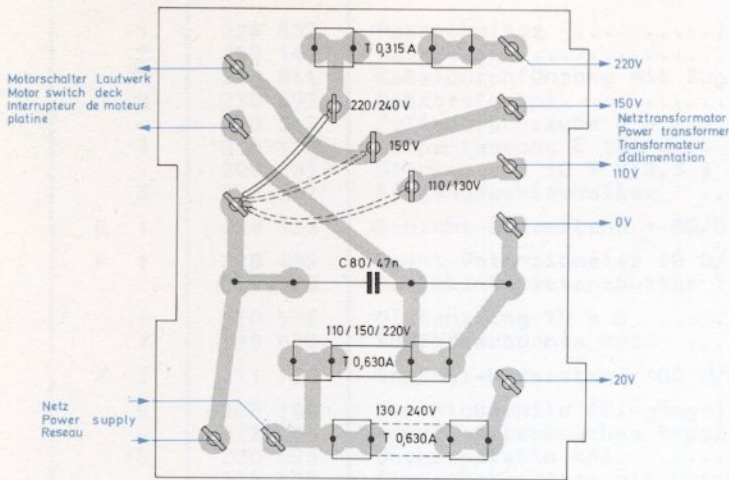 T 0,315 A
220V
Motorschalter Laufwerk
Motor switch deck
Interrupteur de moteur
platine
220/240 V
150V
Netztransformator
Power transformer
Transformateur
d'allimentation
150 V
110/130V
110V
0V
C 80/ 47n
110/150/220V
T 0,630A
20V
130/240V
T 0,630A
Netz
Power supply
Reseau